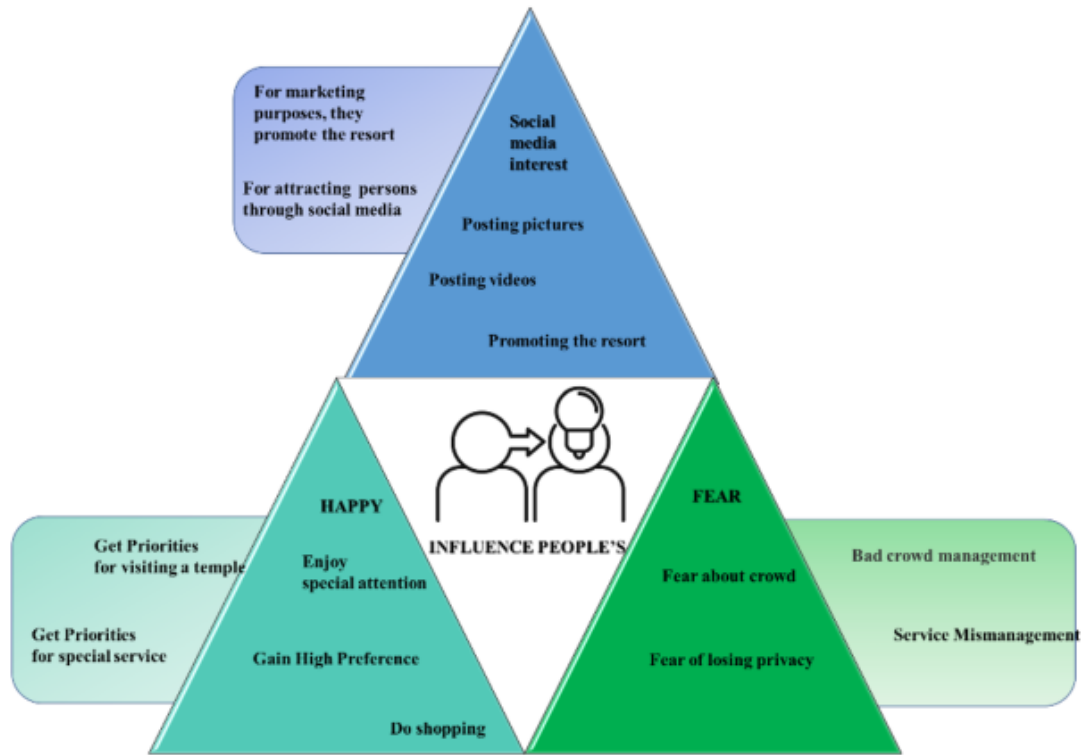 For marketing
purposes, they
promote the resort
For attracting persons
through social media
Social
media
interest
Posting pictures
Posting videos
Promoting the resort
HAPPY
Enjoy
special attention
Gain High Preference
Do shopping
Get Priorities
for visiting a temple
Get Priorities
for special service
INFLUENCE PEOPLE'S
FEAR
Fear about crowd
Fear of losing privacy
Bad crowd management
Service Mismanagement